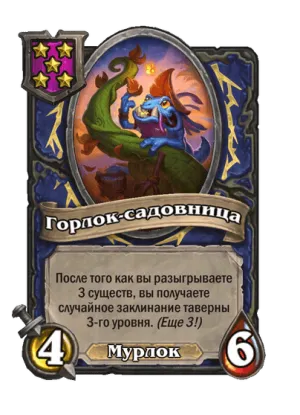 Горлок-садовница
После того как вы разыгрываете
3 существ, вы получаете
случайное заклинание таверны
3-го уровня. (Еще 3!)
4
Мурлок
6